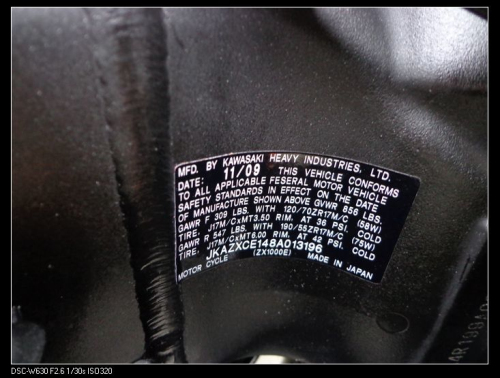 MFD. BY KAWASAKI HEAVY INDUSTRIES, LTD.
DATE: 11/09 THIS VEHICLE CONFORMS
TO ALL APPLICABLE FESERAL MOTOR VEHICLE
SAFETY STANDARDS IN EFFECT ON THE DATE
OF MANUFACTURE SHOWN ABOVE GVWR 856 LBS.
GAWR F 309 LBS. WITH 120/70ZR17M/C (58W)
TIRE: J17M/CxMT3.50 RIM. AT 36 PSI. COLD
GAWR R 547 LBS. WITH 190/55ZR17M/C (75W)
TIRE: J17M/CxMT6.00 RIM. AT 42 PSI. COLD
JKAZXCE148A013196
MOTOR CYCLE (ZX1000E) MADE IN JAPAN
DSC-W630 F2.6 1/30s ISO320